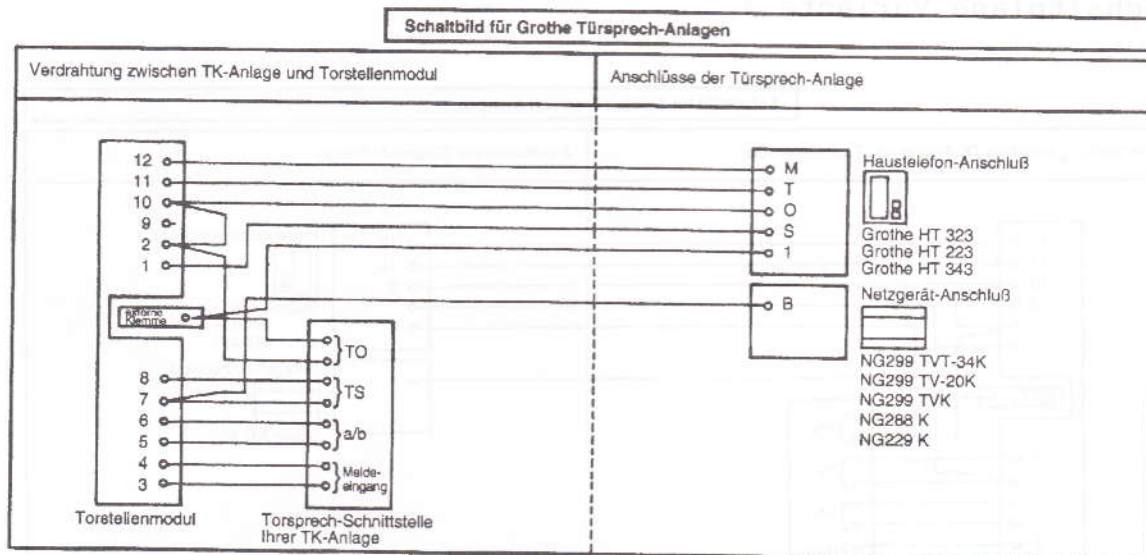 Schaltbild für Grothe Türsprech-Anlagen
Verdrahtung zwischen TK-Anlage und Torstellenmodul
Anschlüsse der Türsprech-Anlage
12
11
10
9
2
1
externe
Klemme
8
7
6
5
4
3
Torstellenmodul
TO
TS
a/b
Melde-
eingang
Torsprech-Schnittstelle
Ihrer TK-Anlage
M
T
O
S
1
B
Haustelefon-Anschluß
Grothe HT 323
Grothe HT 223
Grothe HT 343
Netzgerät-Anschluß
NG299 TVT-34K
NG299 TV-20K
NG299 TVK
NG288 K
NG229 K